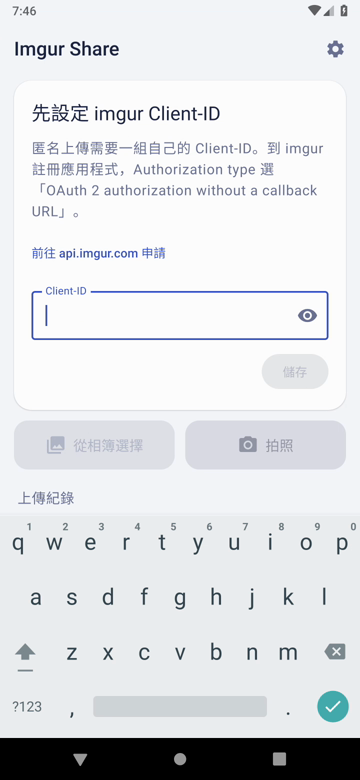 7:46
Imgur Share
先設定 imgur Client-ID
匿名上傳需要一組自己的 Client-ID。到 imgur
註冊應用程式，Authorization type 選
「OAuth 2 authorization without a callback
URL」。
前往 api.imgur.com 申請
Client-ID
儲存
從相簿選擇
拍照
上傳紀錄
1 2 3 4 5 6 7 8 9 0
q w e r t y u i o p
a s d f g h j k l
z x c v b n m
?123 , .